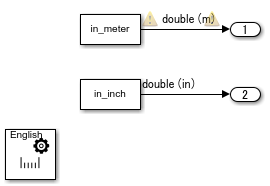 double (m)
in_meter
1
double (in)
in_inch
2
English